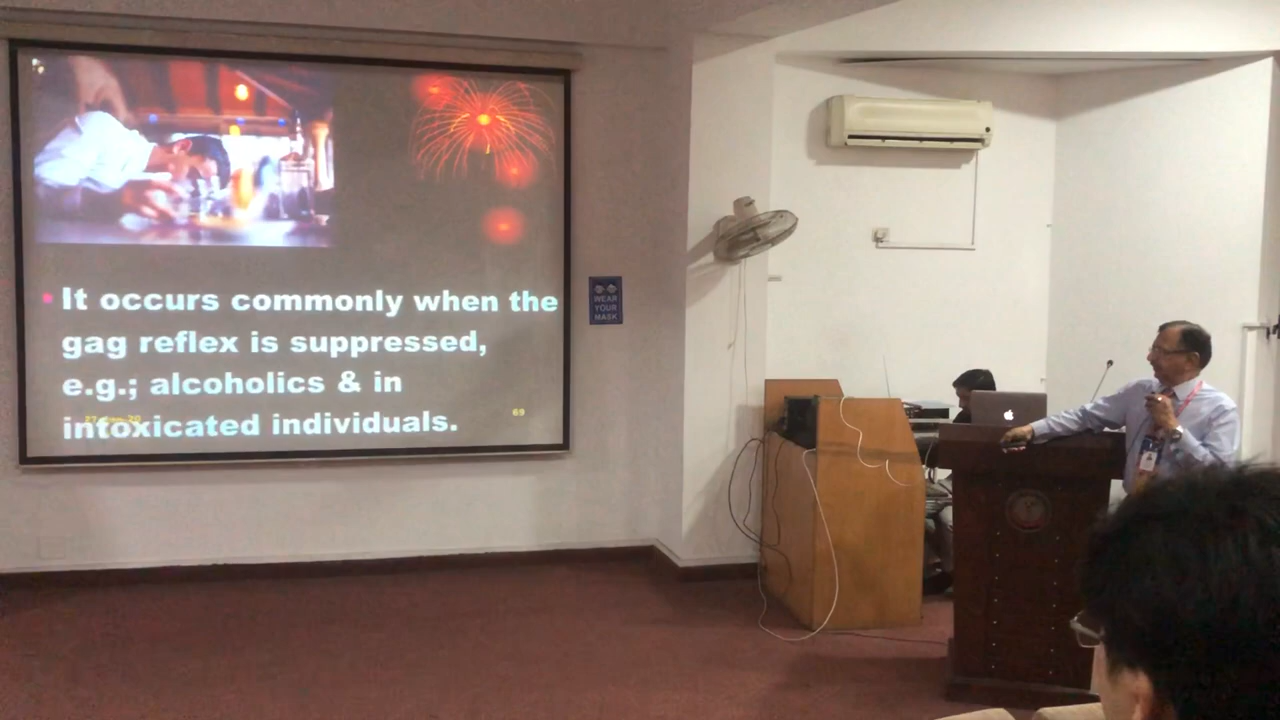 It occurs commonly when the
gag reflex is suppressed,
e.g.; alcoholics & in
intoxicated individuals.
69
WEAR
YOUR
MASK